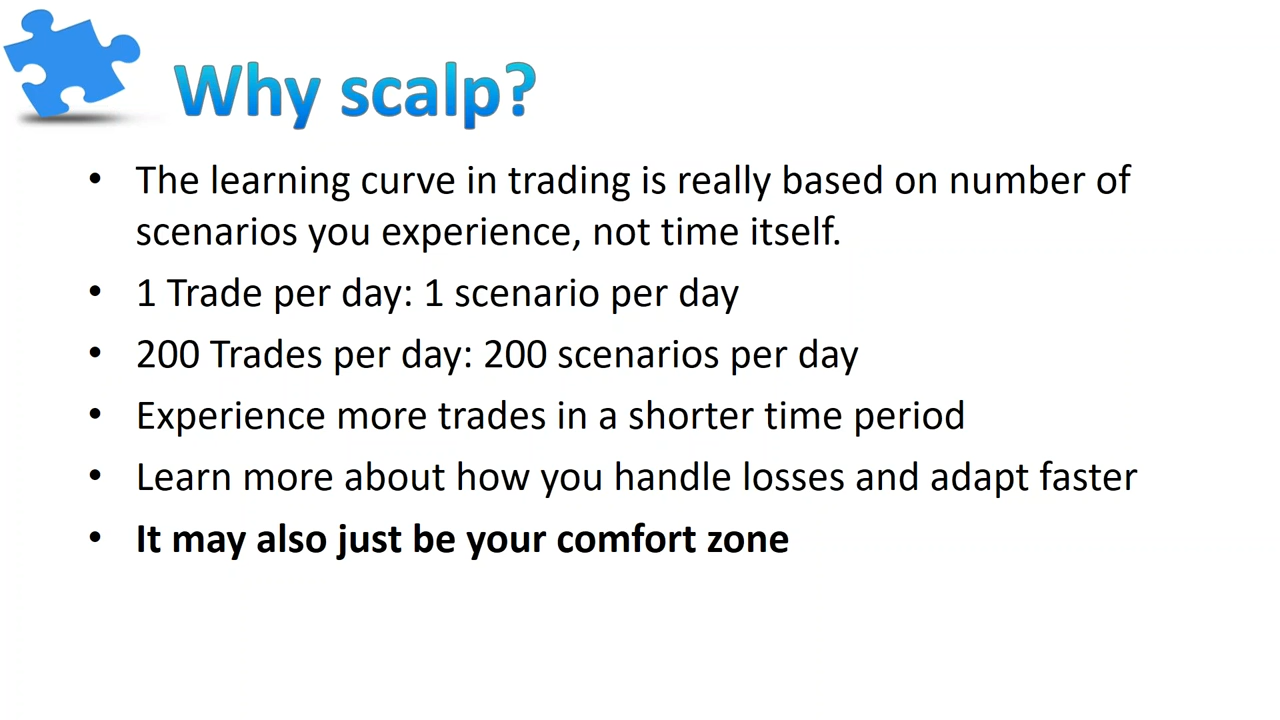 Why scalp?
• The learning curve in trading is really based on number of
scenarios you experience, not time itself.
• 1 Trade per day: 1 scenario per day
• 200 Trades per day: 200 scenarios per day
• Experience more trades in a shorter time period
• Learn more about how you handle losses and adapt faster
• It may also just be your comfort zone